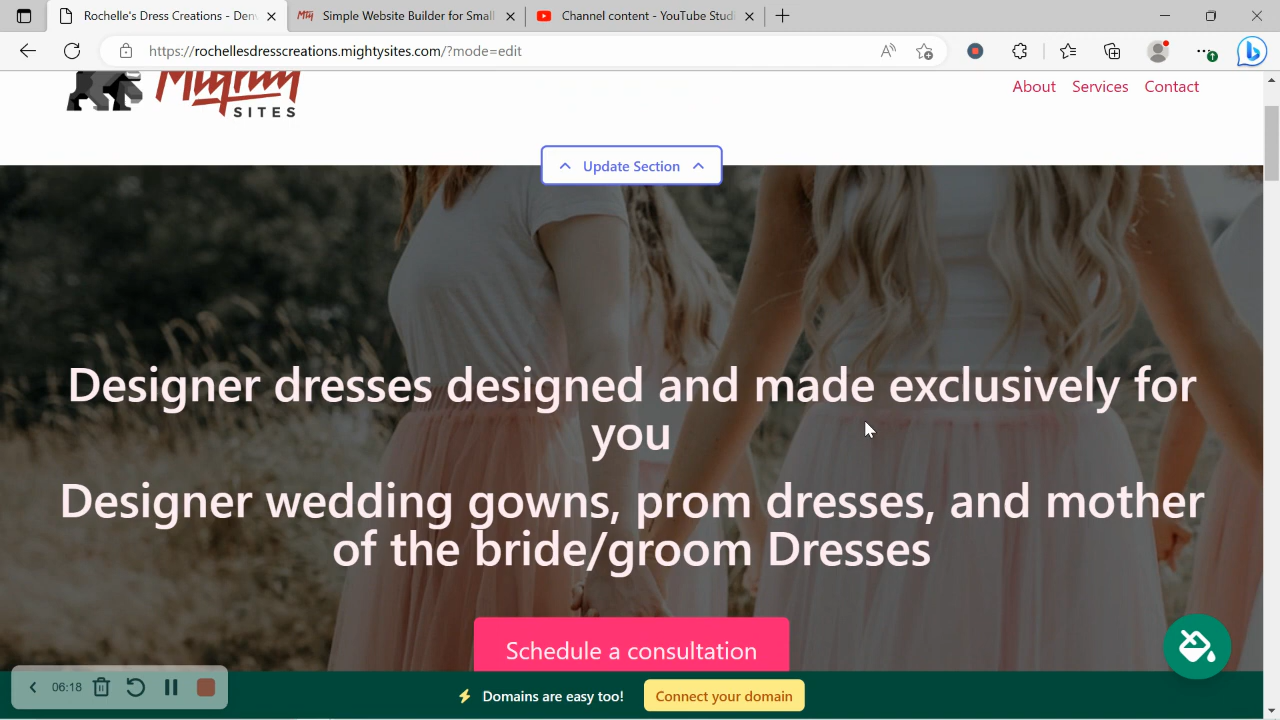 Rochelle's Dress Creations - Den
Simple Website Builder for Small
Channel content - YouTube Studi
https://rochellesdresscreations.mightysites.com/?mode=edit
Mighty
SITES
About Services Contact
Update Section
Designer dresses designed and made exclusively for
you
Designer wedding gowns, prom dresses, and mother
of the bride/groom Dresses
Schedule a consultation
06:18
Domains are easy too! Connect your domain